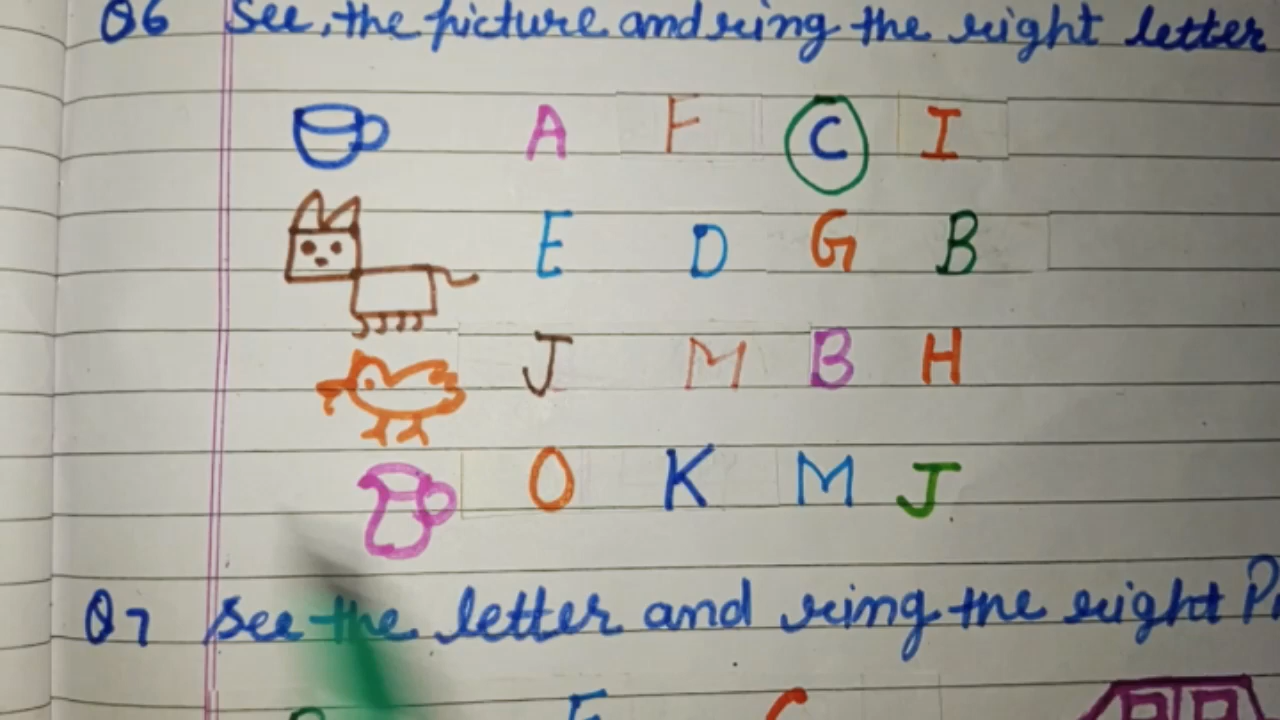 Q6 See, the picture and ring the right letter
A F C I
E D G B
J M B H
O K M J
Q7 See the letter and ring the right